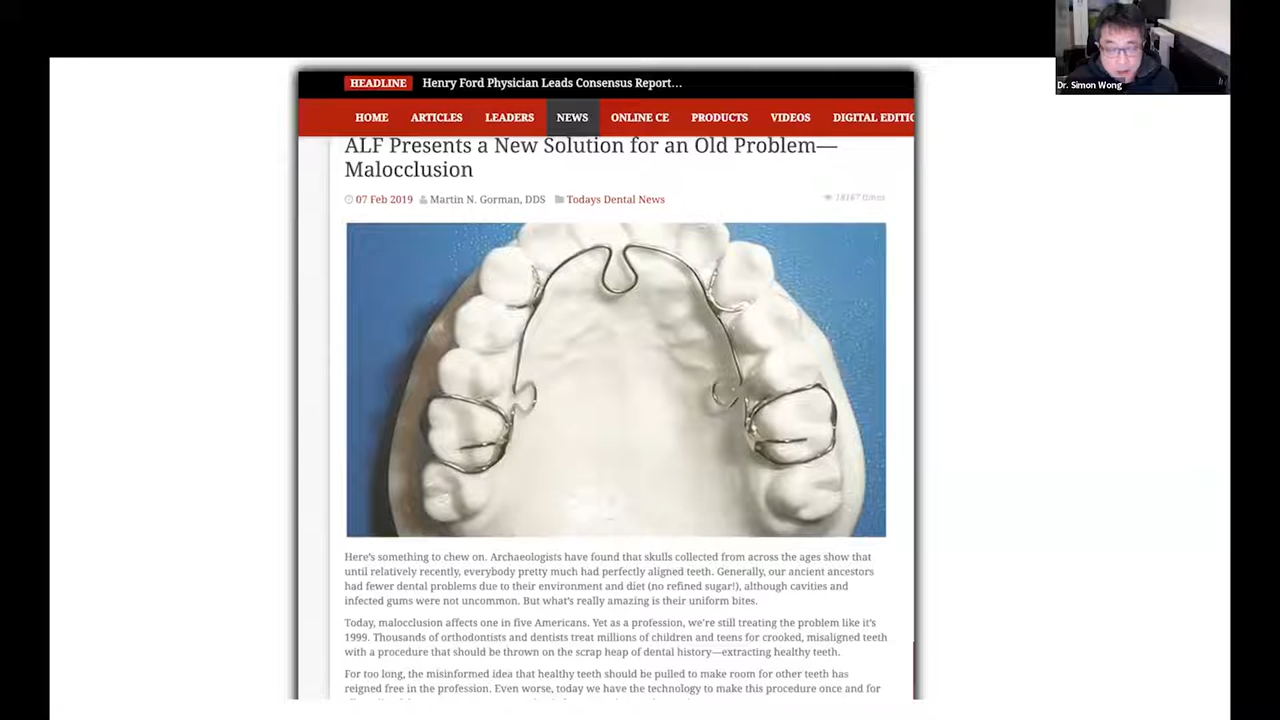 Dr. Simon Wong
HEADLINE Henry Ford Physician Leads Consensus Report...
HOME ARTICLES LEADERS NEWS ONLINE CE PRODUCTS VIDEOS DIGITAL EDITIO
ALF Presents a New Solution for an Old Problem—
Malocclusion
07 Feb 2019 Martin N. Gorman, DDS Todays Dental News 18167 times
Here's something to chew on. Archaeologists have found that skulls collected from across the ages show that
until relatively recently, everybody pretty much had perfectly aligned teeth. Generally, our ancient ancestors
had fewer dental problems due to their environment and diet (no refined sugar!), although cavities and
infected gums were not uncommon. But what's really amazing is their uniform bites.
Today, malocclusion affects one in five Americans. Yet as a profession, we're still treating the problem like it's
1999. Thousands of orthodontists and dentists treat millions of children and teens for crooked, misaligned teeth
with a procedure that should be thrown on the scrap heap of dental history—extracting healthy teeth.
For too long, the misinformed idea that healthy teeth should be pulled to make room for other teeth has
reigned free in the profession. Even worse, today we have the technology to make this procedure once and for